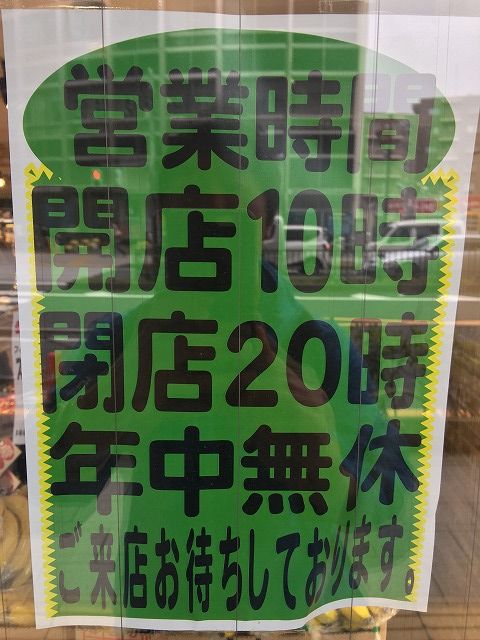 営業時間
開店10時
閉店20時
年中無休
ご来店お待ちしております。